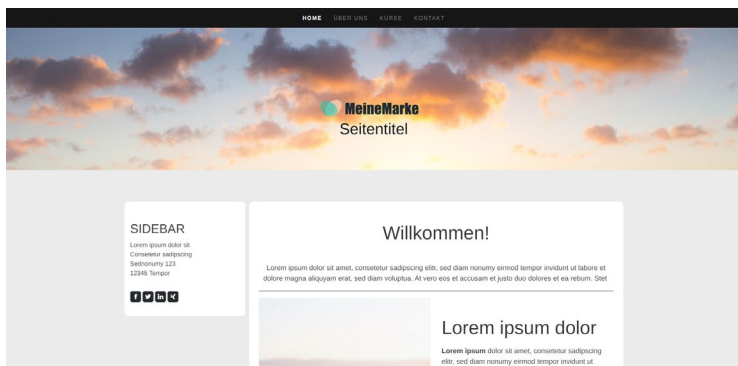 HOME ÜBER UNS KURSE KONTAKT
MeineMarke
Seitentitel
SIDEBAR
Lorem ipsum dolor sit
Consetetur sadipscing
Sednonumy 123
12345 Tempor
Willkommen!
Lorem ipsum dolor sit amet, consetetur sadipscing elitr, sed diam nonumy eirmod tempor invidunt ut labore et
dolore magna aliquyam erat, sed diam voluptua. At vero eos et accusam et justo duo dolores et ea rebum. Stet
Lorem ipsum dolor
Lorem ipsum dolor sit amet, consetetur sadipscing
elitr, sed diam nonumy eirmod tempor invidunt ut